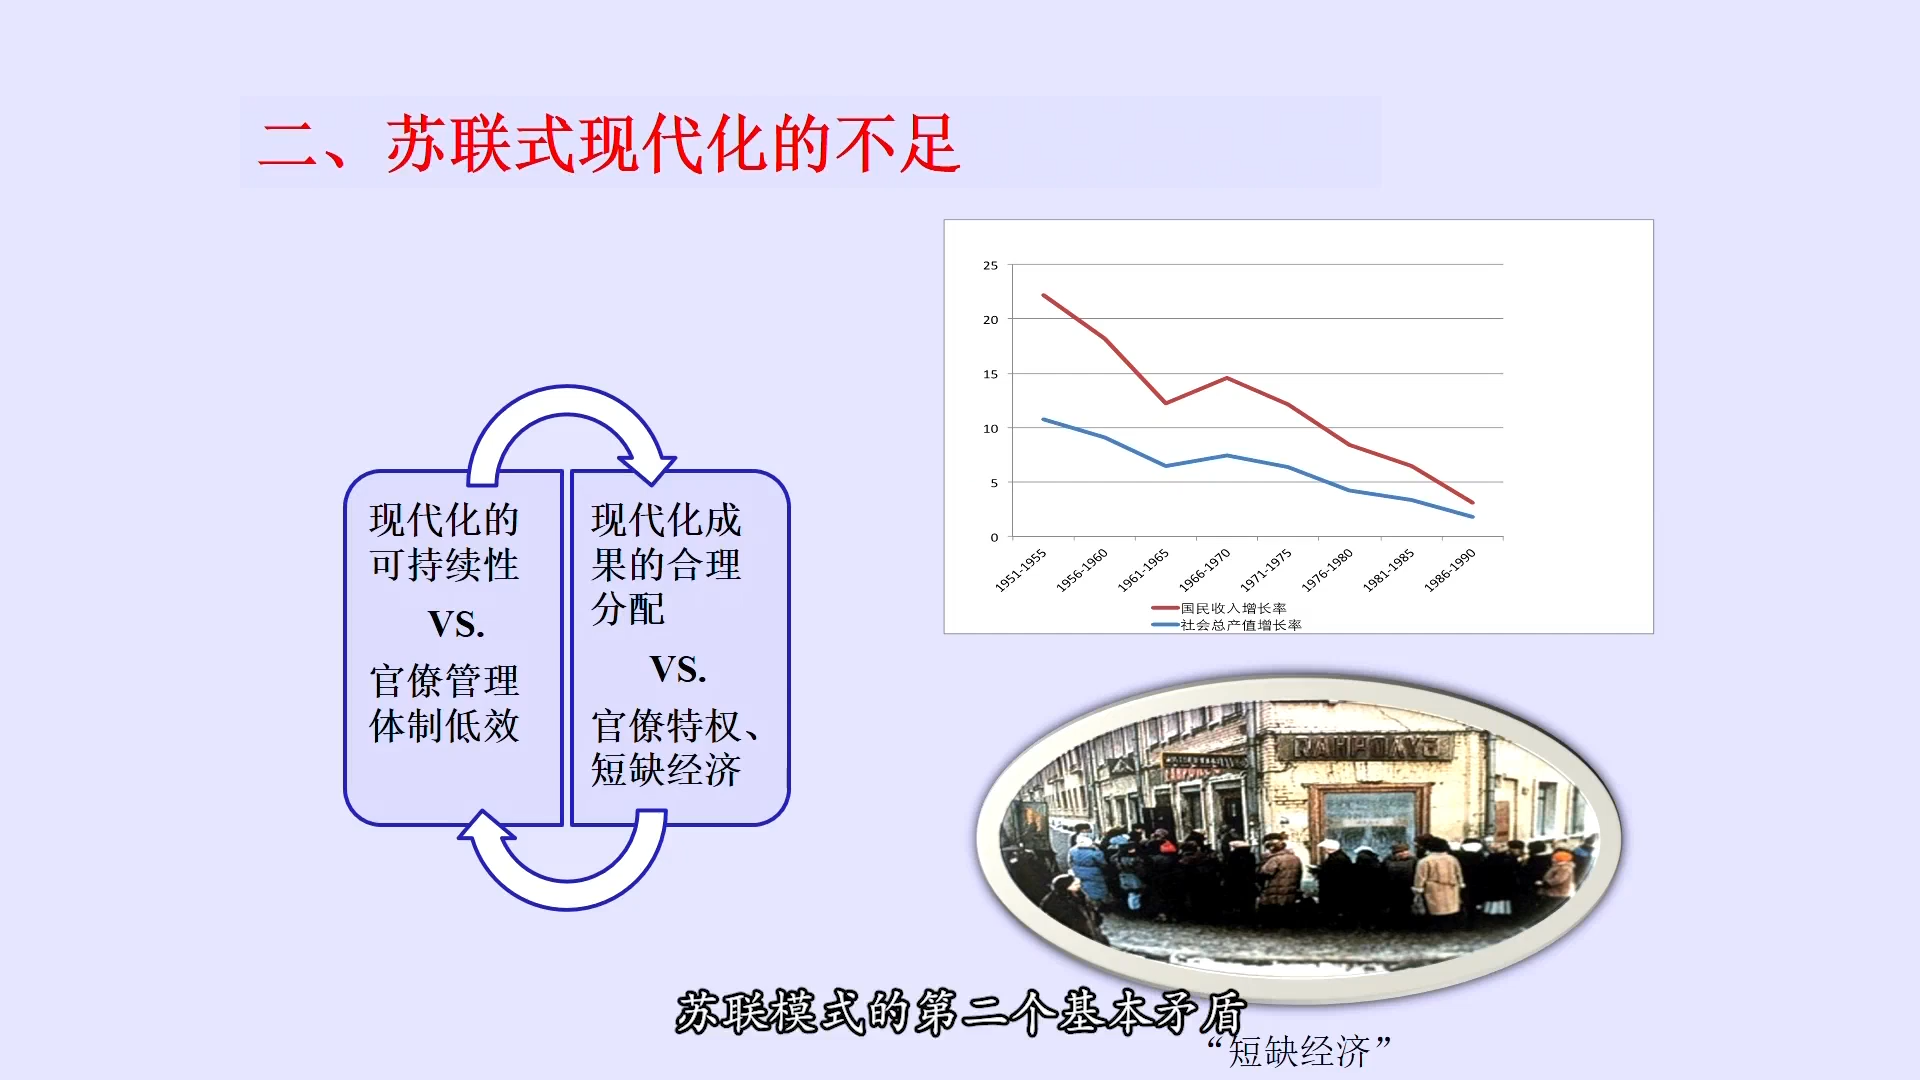 二、苏联式现代化的不足
现代化的
可持续性
VS.
官僚管理
体制低效
现代化成
果的合理
分配
VS.
官僚特权、
短缺经济
25
20
15
10
5
0
1951-1955
1956-1960
1961-1965
1966-1970
1971-1975
1976-1980
1981-1985
1986-1990
国民收入增长率
社会总产值增长率
苏联模式的第二个基本矛盾
“短缺经济”